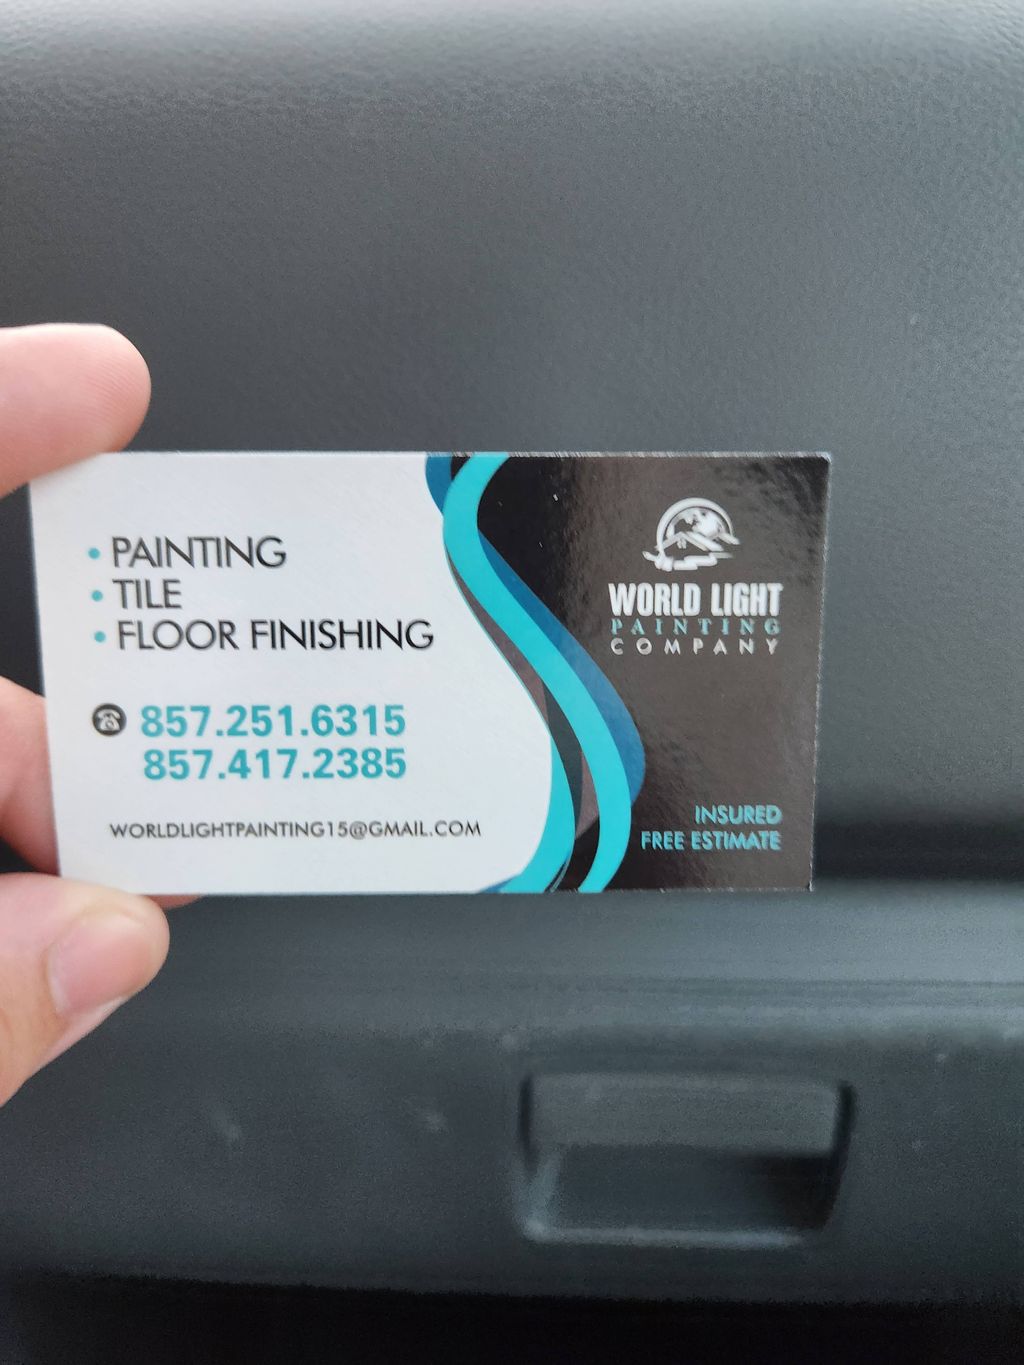 • PAINTING
• TILE
• FLOOR FINISHING
857.251.6315
857.417.2385
WORLDLIGHTPAINTING15@GMAIL.COM
WORLD LIGHT
PAINTING
COMPANY
INSURED
FREE ESTIMATE